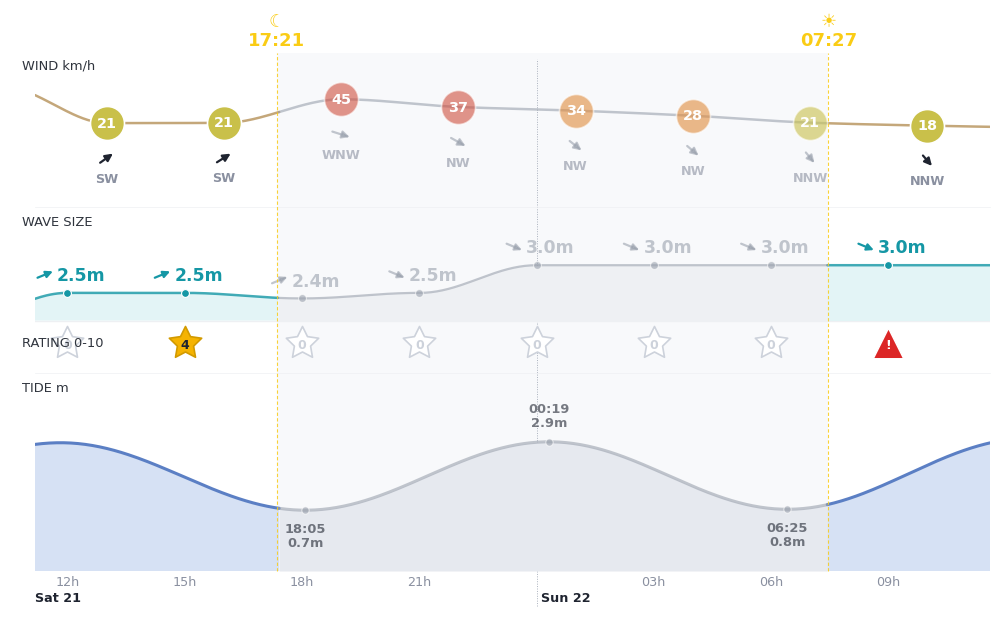 17:21
07:27
WIND km/h
21
21
45
37
34
28
21
18
SW
SW
WNW
NW
NW
NW
NNW
NNW
WAVE SIZE
2.5m
2.5m
2.4m
2.5m
3.0m
3.0m
3.0m
3.0m
RATING 0-10
4
0
0
0
0
0
!
TIDE m
00:19
2.9m
18:05
0.7m
06:25
0.8m
12h
15h
18h
21h
03h
06h
09h
Sat 21
Sun 22